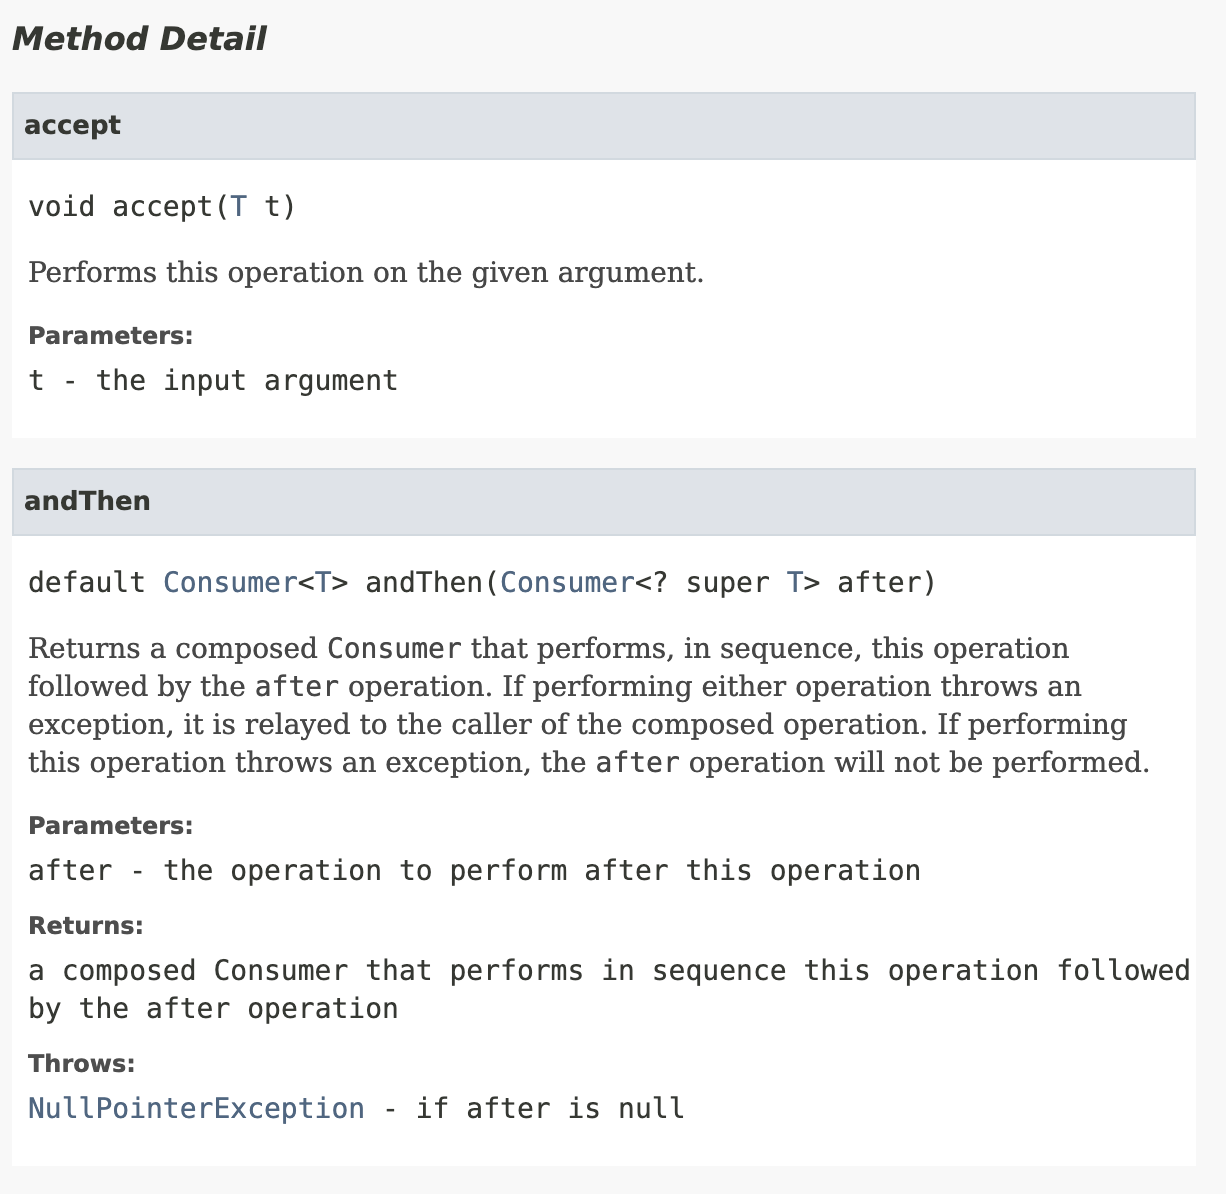 Method Detail
accept
void accept(T t)
Performs this operation on the given argument.
Parameters:
t - the input argument
andThen
default Consumer<T> andThen(Consumer<? super T> after)
Returns a composed Consumer that performs, in sequence, this operation
followed by the after operation. If performing either operation throws an
exception, it is relayed to the caller of the composed operation. If performing
this operation throws an exception, the after operation will not be performed.
Parameters:
after - the operation to perform after this operation
Returns:
a composed Consumer that performs in sequence this operation followed
by the after operation
Throws:
NullPointerException - if after is null